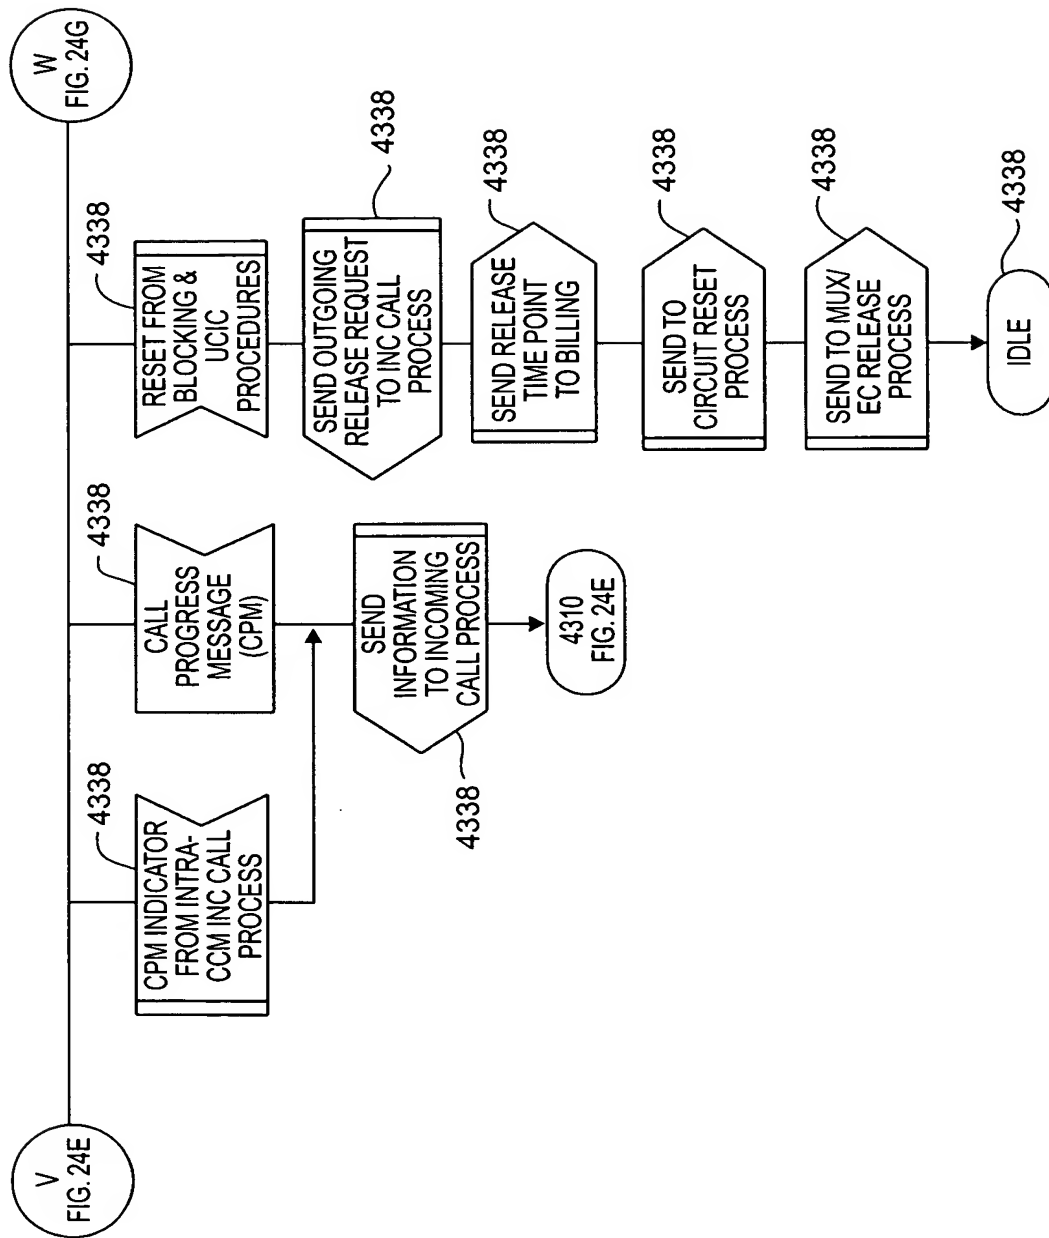 V
FIG. 24E
W
FIG. 24G
4338
CPM INDICATOR
FROM INTRA-
CCM INC CALL
PROCESS
4338
CALL
PROGRESS
MESSAGE
(CPM)
4338
SEND
INFORMATION
TO INCOMING
CALL PROCESS
4310
FIG. 24E
4338
RESET FROM
BLOCKING &
UCIC
PROCEDURES
4338
SEND OUTGOING
RELEASE REQUEST
TO INC CALL
PROCESS
4338
SEND RELEASE
TIME POINT
TO BILLING
4338
SEND TO
CIRCUIT RESET
PROCESS
4338
SEND TO MUX/
EC RELEASE
PROCESS
4338
IDLE